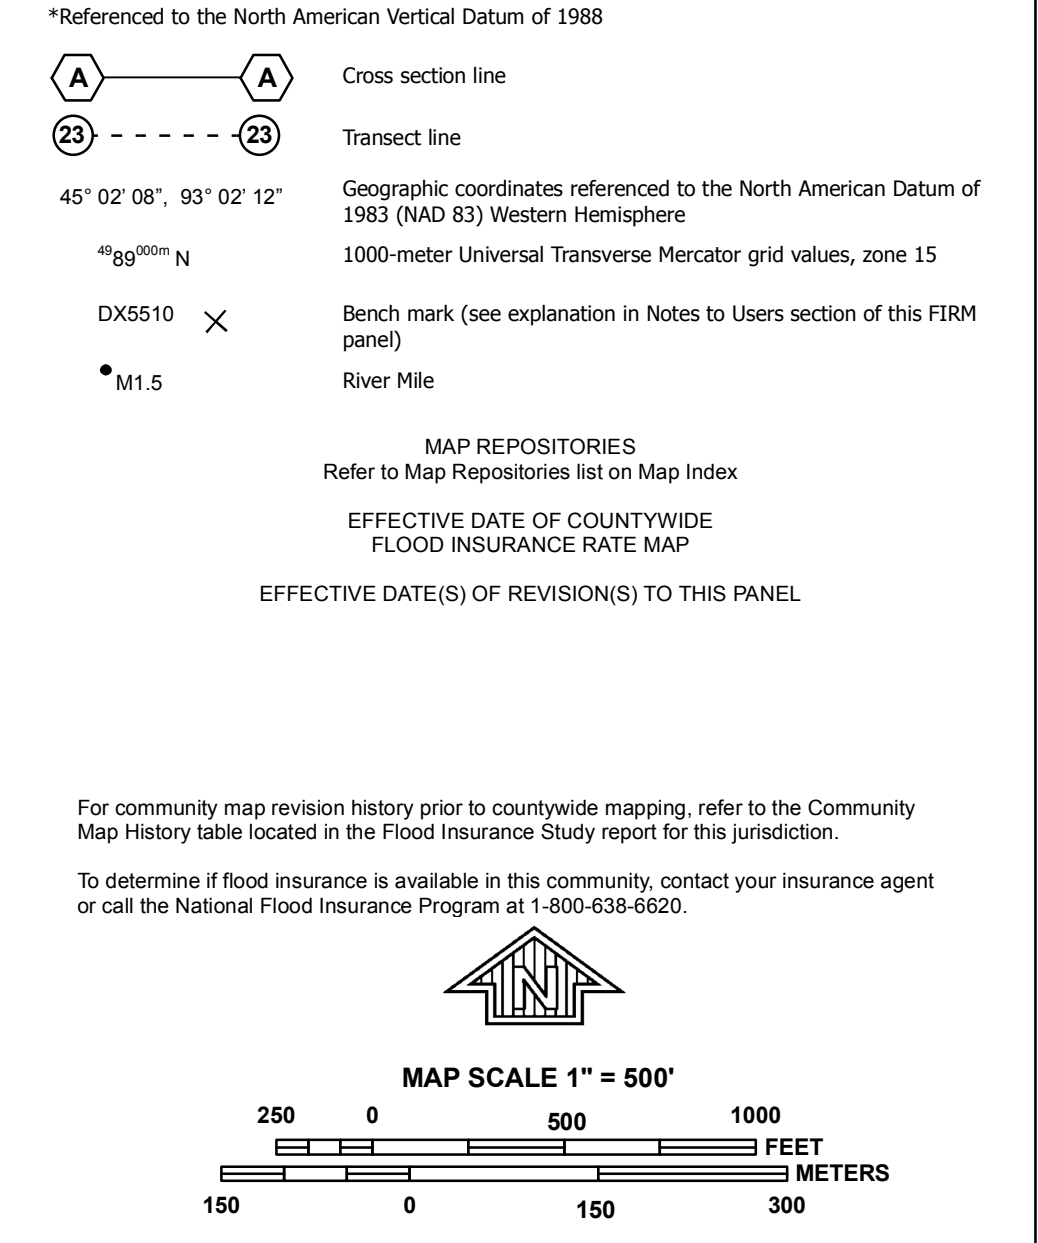 *Referenced to the North American Vertical Datum of 1988
A A Cross section line
23 23 Transect line
45° 02’ 08”, 93° 02’ 12” Geographic coordinates referenced to the North American Datum of
1983 (NAD 83) Western Hemisphere
4989000m N 1000-meter Universal Transverse Mercator grid values, zone 15
DX5510 Bench mark (see explanation in Notes to Users section of this FIRM
panel)
M1.5 River Mile
MAP REPOSITORIES
Refer to Map Repositories list on Map Index
EFFECTIVE DATE OF COUNTYWIDE
FLOOD INSURANCE RATE MAP
EFFECTIVE DATE(S) OF REVISION(S) TO THIS PANEL
For community map revision history prior to countywide mapping, refer to the Community
Map History table located in the Flood Insurance Study report for this jurisdiction.
To determine if flood insurance is available in this community, contact your insurance agent
or call the National Flood Insurance Program at 1-800-638-6620.
N
MAP SCALE 1" = 500'
250 0 500 1000
FEET
METERS
150 0 150 300